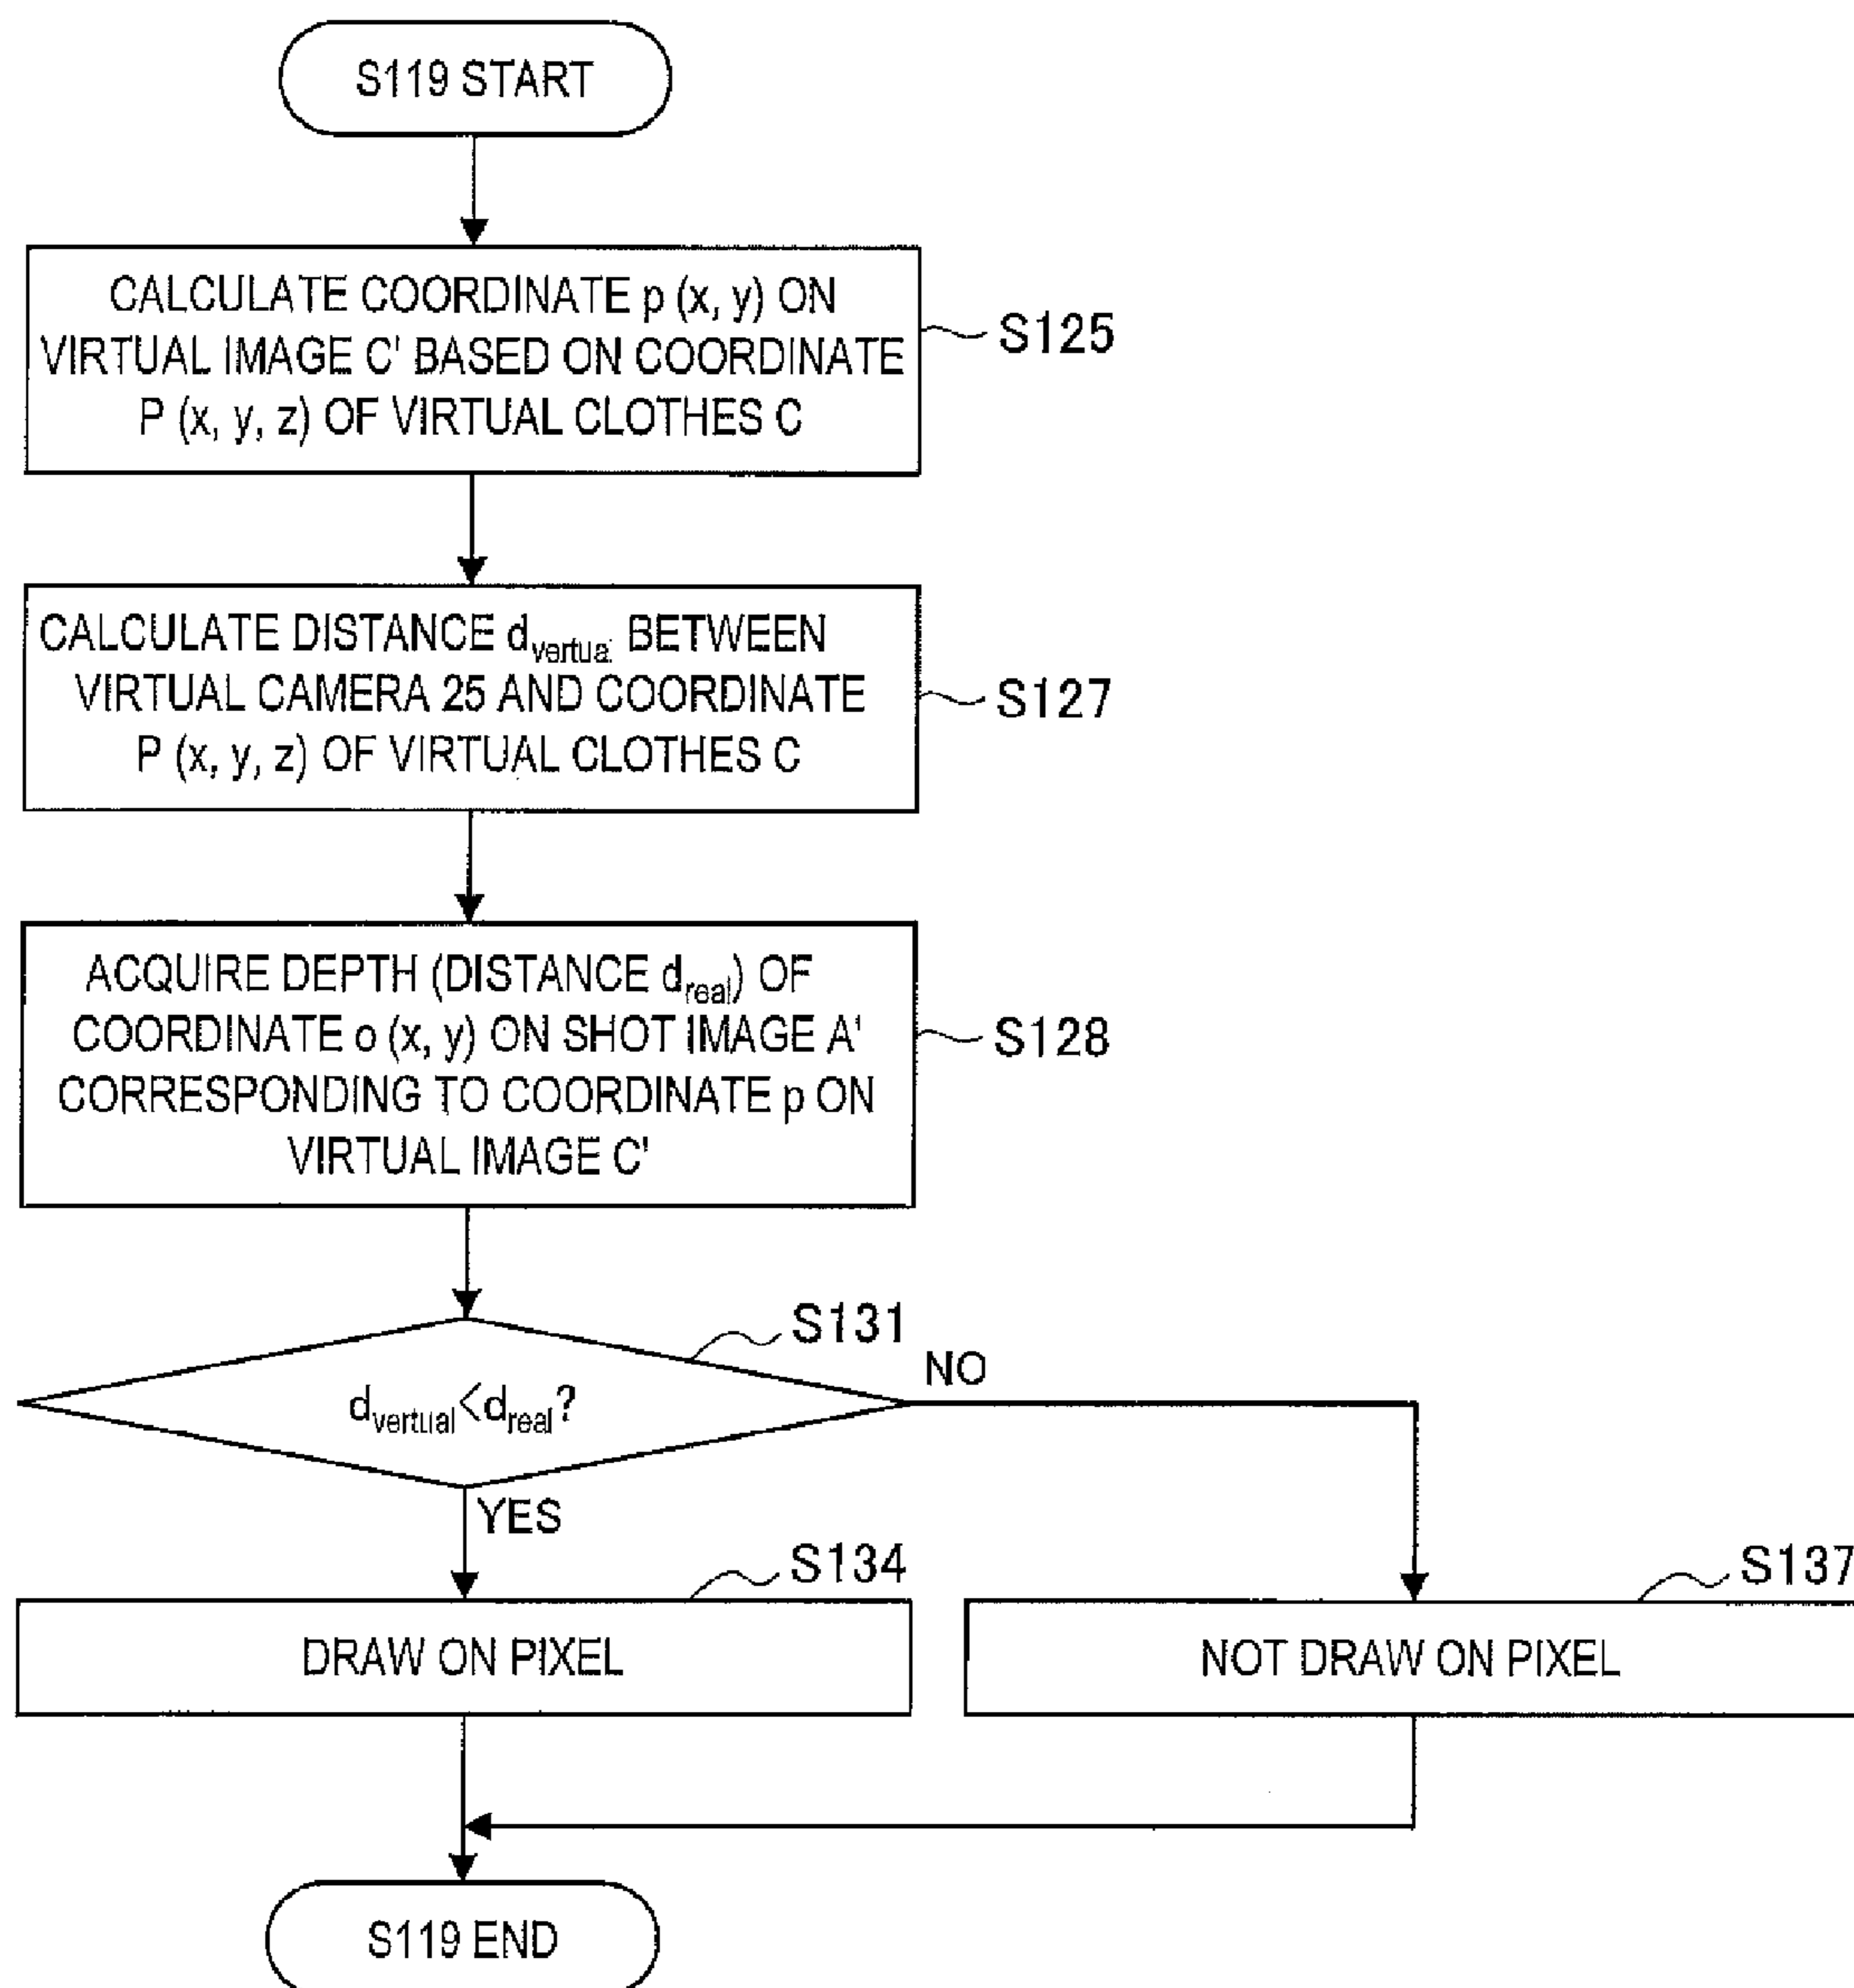 S119 START
CALCULATE COORDINATE p (x, y) ON
VIRTUAL IMAGE C' BASED ON COORDINATE
P (x, y, z) OF VIRTUAL CLOTHES C
S125
CALCULATE DISTANCE dvertual BETWEEN
VIRTUAL CAMERA 25 AND COORDINATE
P (x, y, z) OF VIRTUAL CLOTHES C
S127
ACQUIRE DEPTH (DISTANCE dreal) OF
COORDINATE o (x, y) ON SHOT IMAGE A'
CORRESPONDING TO COORDINATE p ON
VIRTUAL IMAGE C'
S128
S131
dvertual<dreal?
NO
YES
S134
DRAW ON PIXEL
S137
NOT DRAW ON PIXEL
S119 END